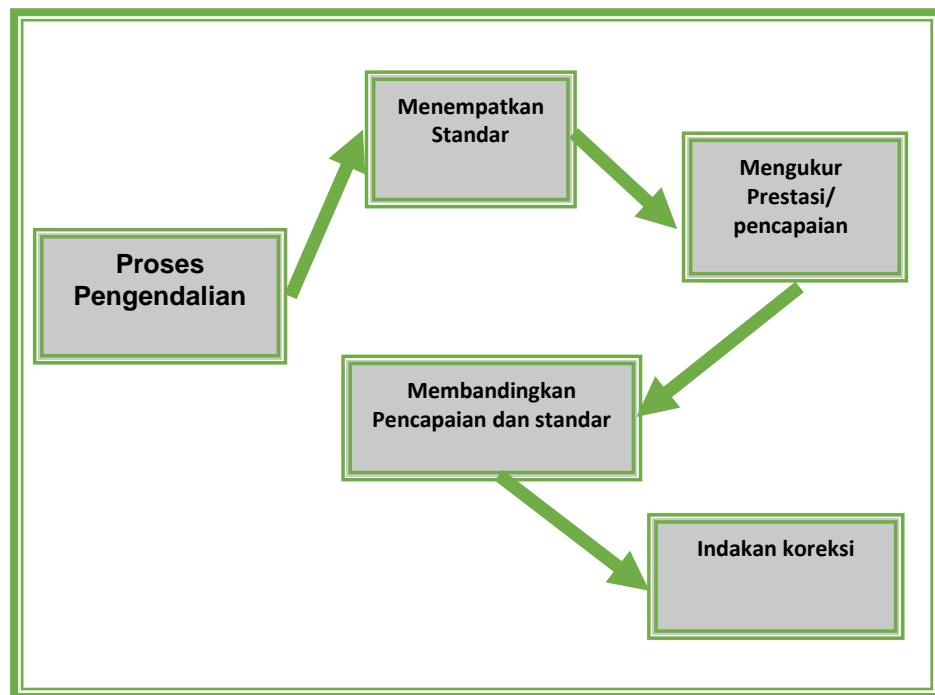 Proses
Pengendalian
Menempatkan
Standar
Mengukur
Prestasi/
pencapaian
Membandingkan
Pencapaian dan standar
Indakan koreksi